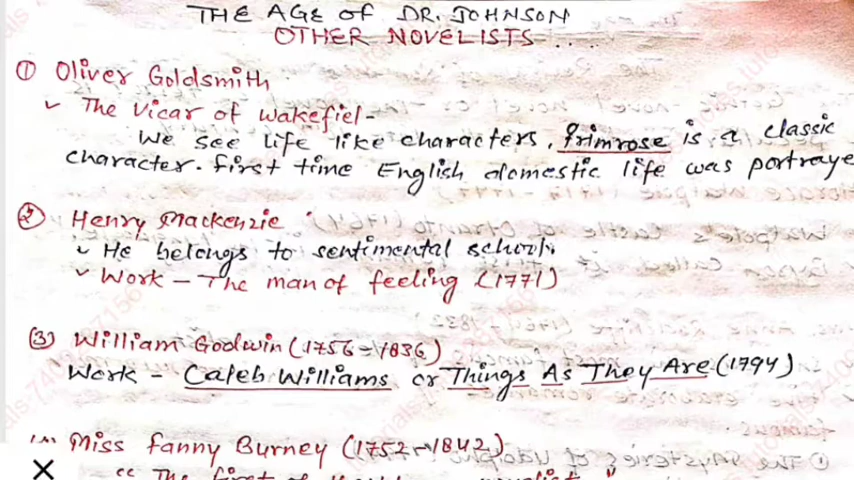 THE AGE OF DR. JOHNSON
OTHER NOVELISTS...
① Oliver Goldsmith
✓ The Vicar of Wakefiel-
We see life like characters, Primrose is a classic
character. First time English domestic life was portraye
② Henry Mackenzie
✓ He belongs to sentimental school.
✓ Work - The man of feeling (1771)
(3) William Godwin (1756-1836)
Work - Caleb Williams or Things As They Are (1794)
Miss Fanny Burney (1752-1842)
"The first of